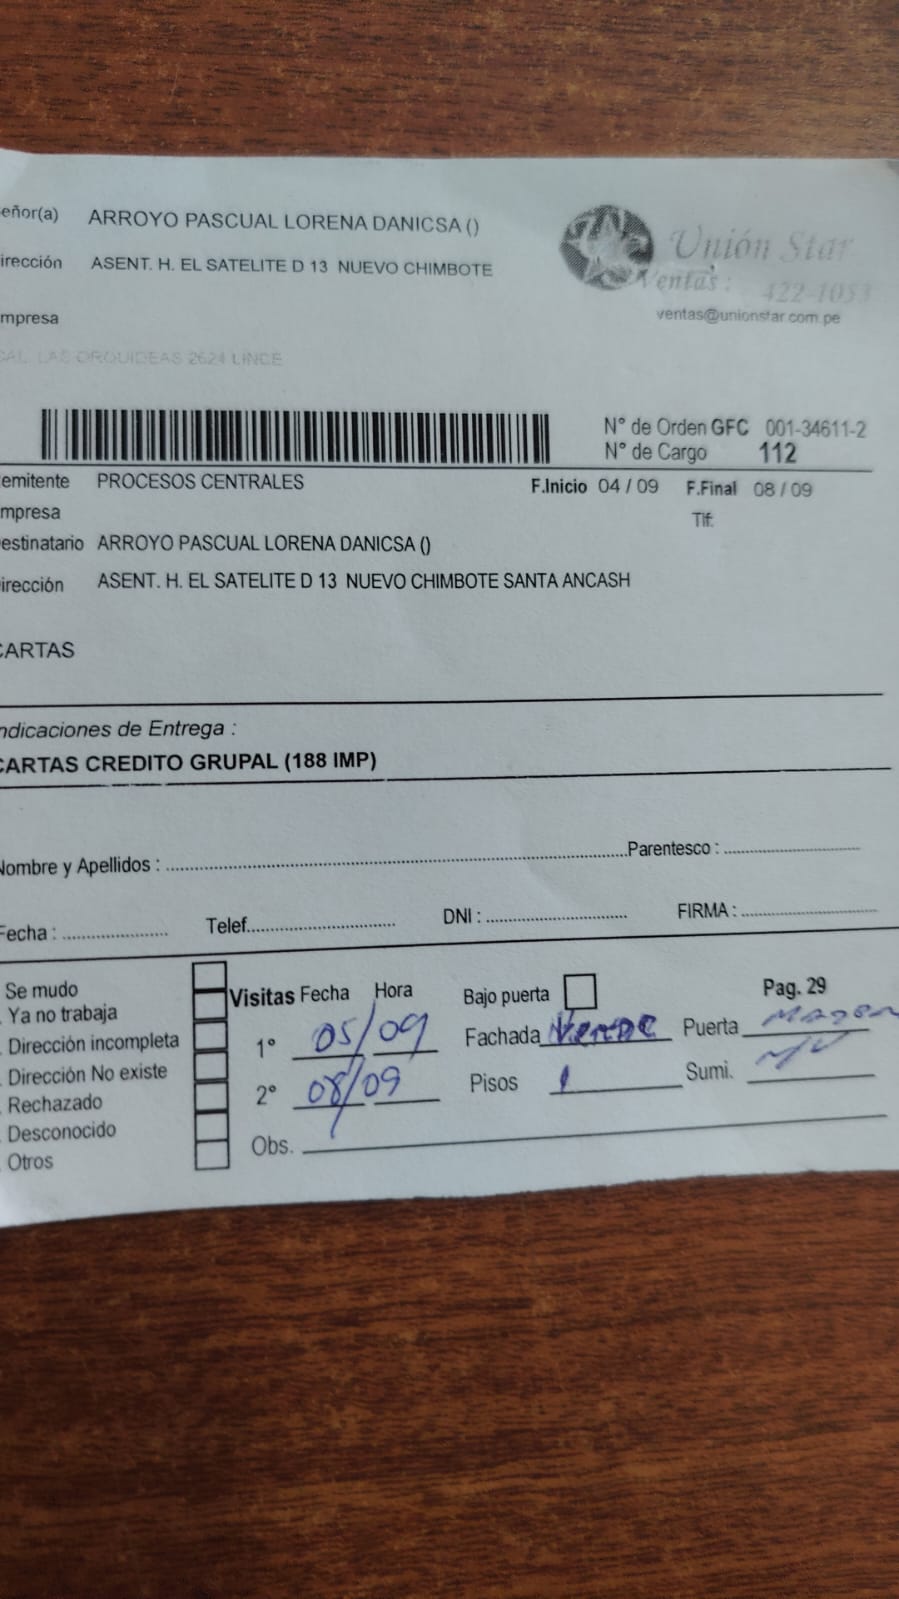 eñor(a) ARROYO PASCUAL LORENA DANICSA ()
Unión Star
irección ASENT. H. EL SATELITE D 13 NUEVO CHIMBOTE
Ventas : 422-1053
mpresa
ventas@unionstar.com.pe
CAL. LAS ORQUIDEAS 2624 LINCE
N° de Orden GFC 001-34611-2
N° de Cargo 112
emitente PROCESOS CENTRALES
F.Inicio 04 / 09 F.Final 08 / 09
mpresa
Tlf.
estinatario ARROYO PASCUAL LORENA DANICSA ()
irección ASENT. H. EL SATELITE D 13 NUEVO CHIMBOTE SANTA ANCASH
CARTAS
ndicaciones de Entrega :
CARTAS CREDITO GRUPAL (188 IMP)
Nombre y Apellidos : Parentesco :
Fecha : Telef. DNI : FIRMA :
Se mudo
Ya no trabaja
Dirección incompleta
Dirección No existe
Rechazado
Desconocido
Otros
Visitas Fecha Hora Bajo puerta Pag. 29
1° 05/09 Fachada Verde Puerta
2° 08/09 Pisos 1 Sumi.
Obs.